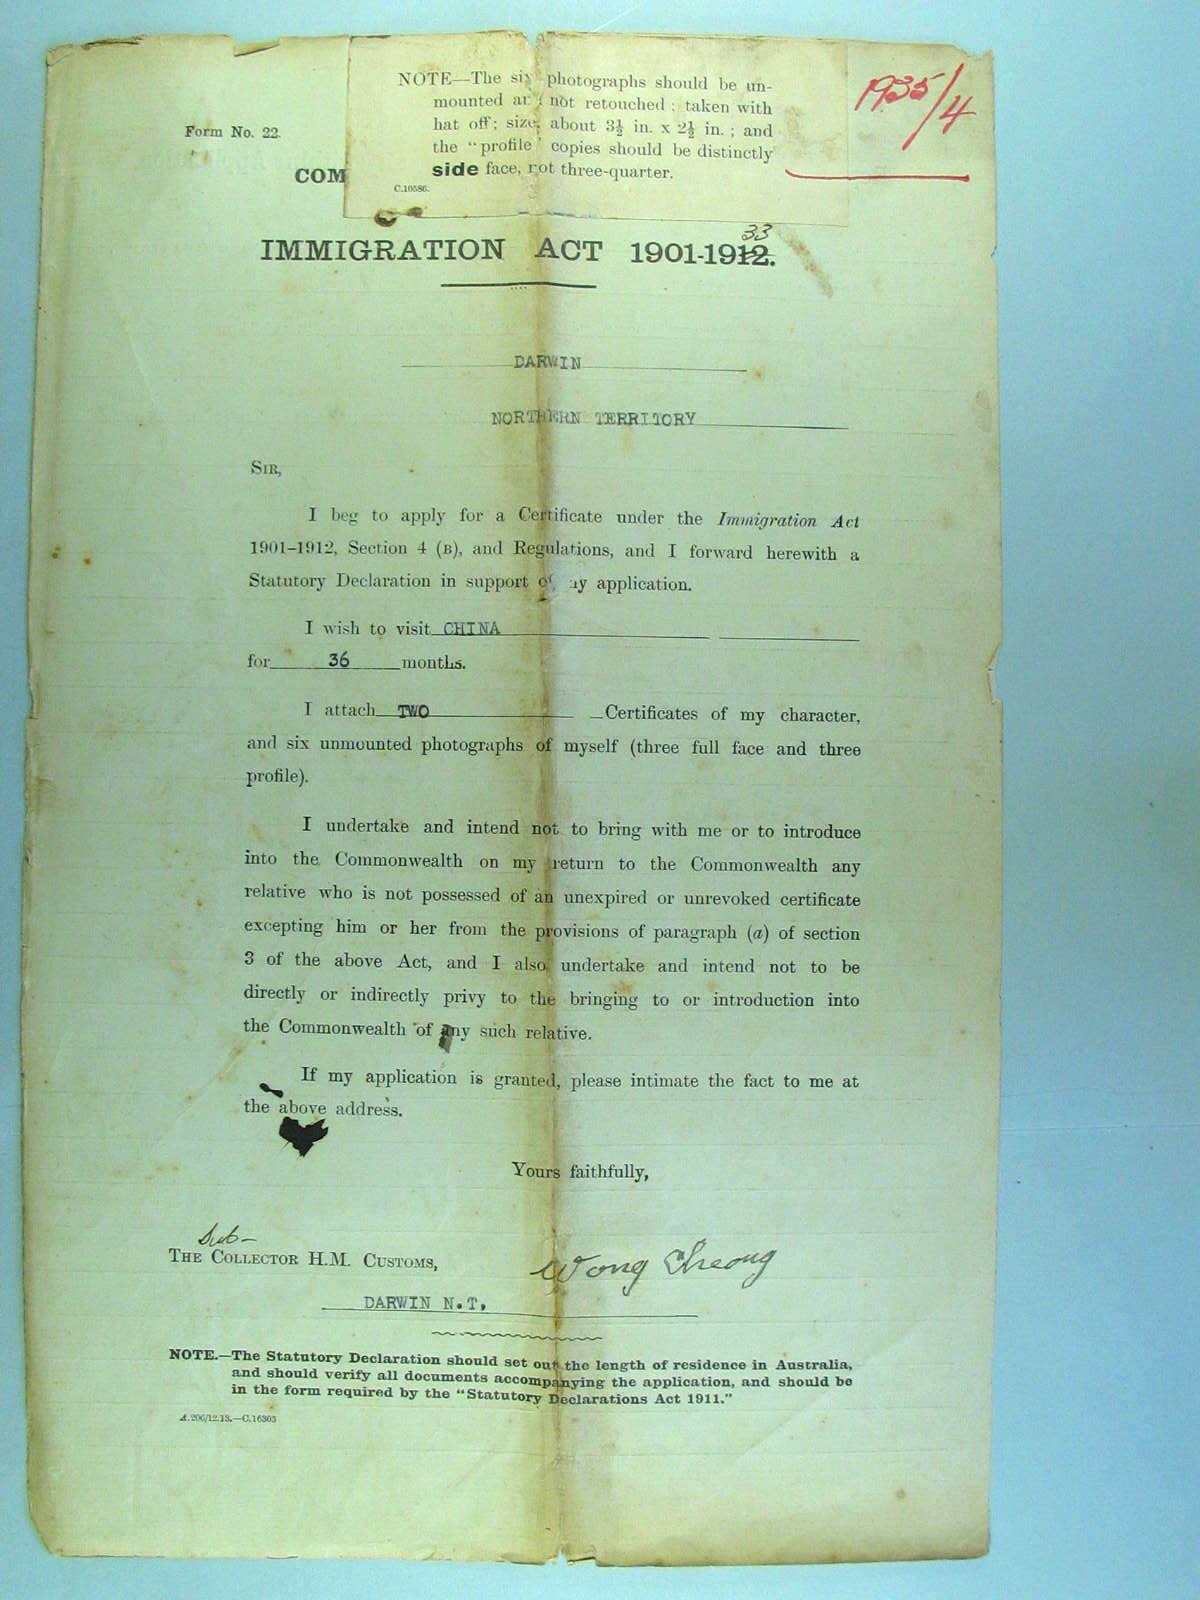 NOTE—The six photographs should be un-
mounted and not retouched; taken with
hat off; size, about 3½ in. x 2½ in.; and
the "profile" copies should be distinctly
side face, not three-quarter.
C.10586.
1935/4
Form No. 22.
COM
IMMIGRATION ACT 1901-1912.
33
DARWIN
NORTHERN TERRITORY
SIR,
I beg to apply for a Certificate under the Immigration Act
1901-1912, Section 4 (B), and Regulations, and I forward herewith a
Statutory Declaration in support of my application.
I wish to visit CHINA
for 36 months.
I attach TWO Certificates of my character,
and six unmounted photographs of myself (three full face and three
profile).
I undertake and intend not to bring with me or to introduce
into the Commonwealth on my return to the Commonwealth any
relative who is not possessed of an unexpired or unrevoked certificate
excepting him or her from the provisions of paragraph (a) of section
3 of the above Act, and I also undertake and intend not to be
directly or indirectly privy to the bringing to or introduction into
the Commonwealth of any such relative.
If my application is granted, please intimate the fact to me at
the above address.
Yours faithfully,
Sub-
THE COLLECTOR H.M. CUSTOMS,
Wong Cheong
DARWIN N.T.
NOTE.—The Statutory Declaration should set out the length of residence in Australia,
and should verify all documents accompanying the application, and should be
in the form required by the "Statutory Declarations Act 1911."
A.206/12.13.—C.16303